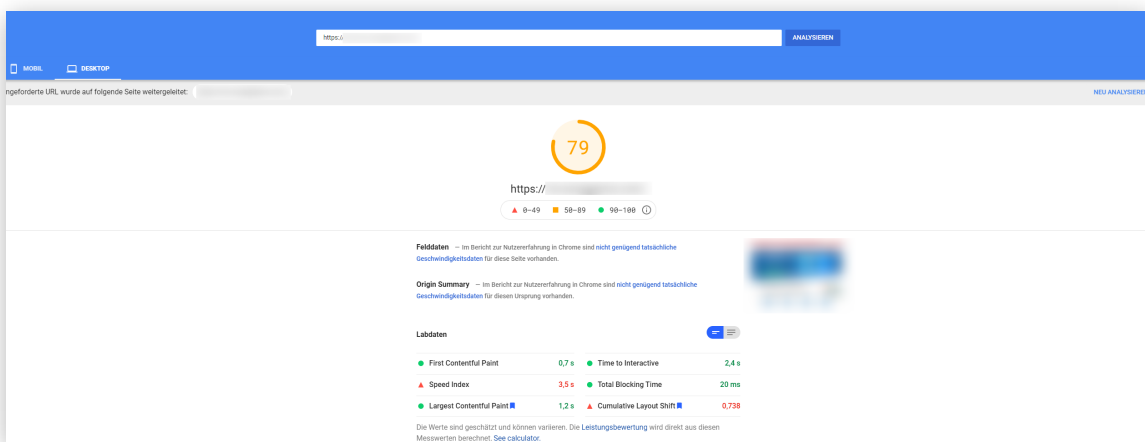 https://
ANALYSIEREN
MOBIL
DESKTOP
ngeforderte URL wurde auf folgende Seite weitergeleitet:
NEU ANALYSIEREN
79
https://
0–49
50–89
90–100
Felddaten — Im Bericht zur Nutzererfahrung in Chrome sind nicht genügend tatsächliche
Geschwindigkeitsdaten für diese Seite vorhanden.
Origin Summary — Im Bericht zur Nutzererfahrung in Chrome sind nicht genügend tatsächliche
Geschwindigkeitsdaten für diesen Ursprung vorhanden.
Labdaten
First Contentful Paint 0,7 s
Time to Interactive 2,4 s
Speed Index 3,5 s
Total Blocking Time 20 ms
Largest Contentful Paint 1,2 s
Cumulative Layout Shift 0,738
Die Werte sind geschätzt und können variieren. Die Leistungsbewertung wird direkt aus diesen
Messwerten berechnet. See calculator.